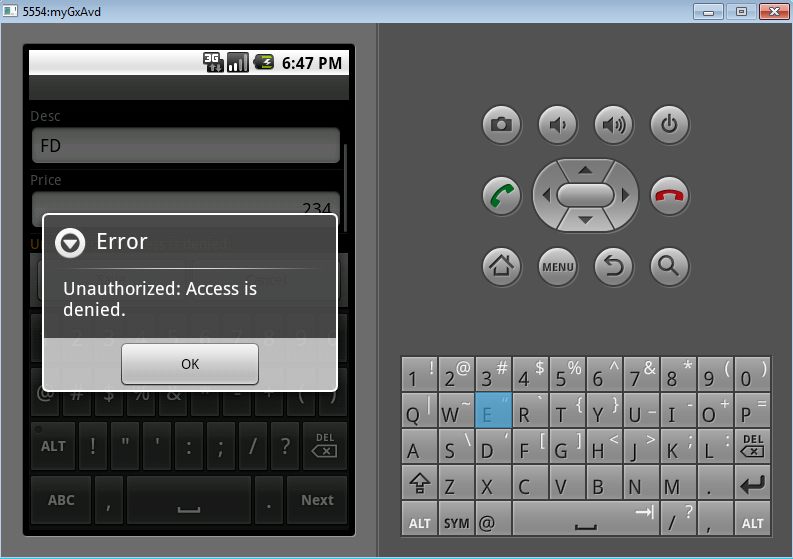 5554:myGxAvd
3G 6:47 PM
Desc
FD
Price
234
Error
Unauthorized: Access is
denied.
OK
@ # $ % & * - + ( )
ALT ! " ' : ; / ? DEL
ABC , . Next
MENU
1 ! 2 @ 3 # 4 $ 5 % 6 ^ 7 & 8 * 9 ( 0 )
Q | W ~ E " R ` T { Y } U _ I - O + P =
A S \ D ' F [ G ] H < J > K ; L : DEL
Z X C V B N M .
ALT SYM @ / ? , ALT